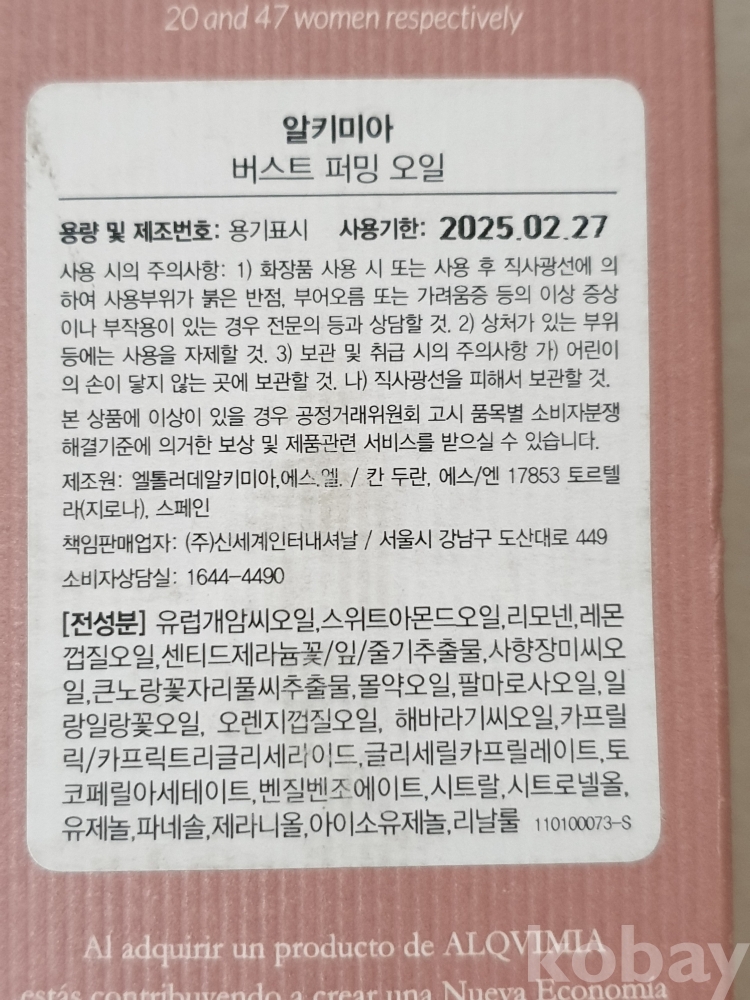 20 and 47 women respectively
알키미아
버스트 퍼밍 오일
용량 및 제조번호: 용기표시 사용기한: 2025.02.27
사용 시의 주의사항: 1) 화장품 사용 시 또는 사용 후 직사광선에 의
하여 사용부위가 붉은 반점, 부어오름 또는 가려움증 등의 이상 증상
이나 부작용이 있는 경우 전문의 등과 상담할 것. 2) 상처가 있는 부위
등에는 사용을 자제할 것. 3) 보관 및 취급 시의 주의사항 가) 어린이
의 손이 닿지 않는 곳에 보관할 것. 나) 직사광선을 피해서 보관할 것.
본 상품에 이상이 있을 경우 공정거래위원회 고시 품목별 소비자분쟁
해결기준에 의거한 보상 및 제품관련 서비스를 받으실 수 있습니다.
제조원: 엘톨러데알키미아,에스.엘. / 칸 두란, 에스/엔 17853 토르텔
라(지로나), 스페인
책임판매업자: (주)신세계인터내셔날 / 서울시 강남구 도산대로 449
소비자상담실: 1644-4490
[전성분] 유럽개암씨오일,스위트아몬드오일,리모넨,레몬
껍질오일,센티드제라늄꽃/잎/줄기추출물,사향장미씨오
일,큰노랑꽃자리풀씨추출물,몰약오일,팔마로사오일,일
랑일랑꽃오일, 오렌지껍질오일, 해바라기씨오일,카프릴
릭/카프릭트리글리세라이드,글리세릴카프릴레이트,토
코페릴아세테이트,벤질벤조에이트,시트랄,시트로넬올,
유제놀,파네솔,제라니올,아이소유제놀,리날룰 110100073-S
Al adquirir un producto de ALQVIMIA
estás contribuyendo a crear una Nueva Economía
kobay